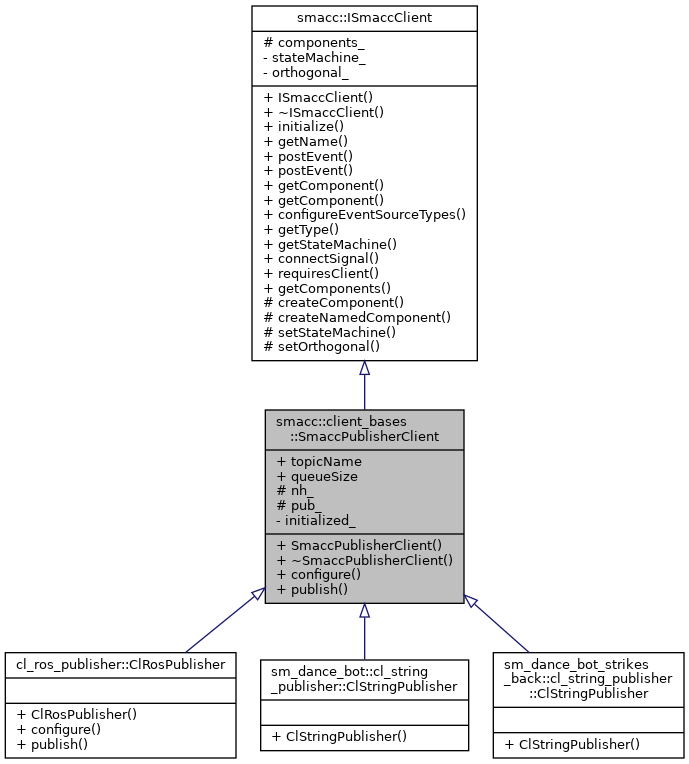 smacc::ISmaccClient
# components_
- stateMachine_
- orthogonal_
+ ISmaccClient()
+ ~ISmaccClient()
+ initialize()
+ getName()
+ postEvent()
+ postEvent()
+ getComponent()
+ getComponent()
+ configureEventSourceTypes()
+ getType()
+ getStateMachine()
+ connectSignal()
+ requiresClient()
+ getComponents()
# createComponent()
# createNamedComponent()
# setStateMachine()
# setOrthogonal()
smacc::client_bases
::SmaccPublisherClient
+ topicName
+ queueSize
# nh_
# pub_
- initialized_
+ SmaccPublisherClient()
+ ~SmaccPublisherClient()
+ configure()
+ publish()
cl_ros_publisher::ClRosPublisher
+ ClRosPublisher()
+ configure()
+ publish()
sm_dance_bot::cl_string
_publisher::ClStringPublisher
+ ClStringPublisher()
sm_dance_bot_strikes
_back::cl_string_publisher
::ClStringPublisher
+ ClStringPublisher()